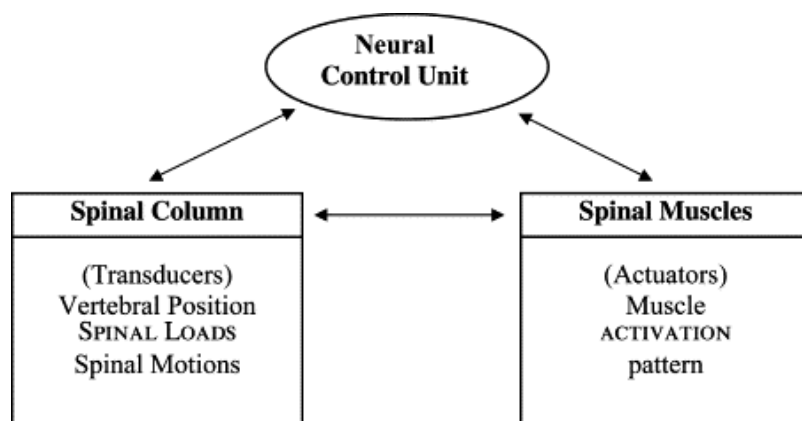 Neural
Control Unit
Spinal Column
(Transducers)
Vertebral Position
SPINAL LOADS
Spinal Motions
Spinal Muscles
(Actuators)
Muscle
ACTIVATION
pattern